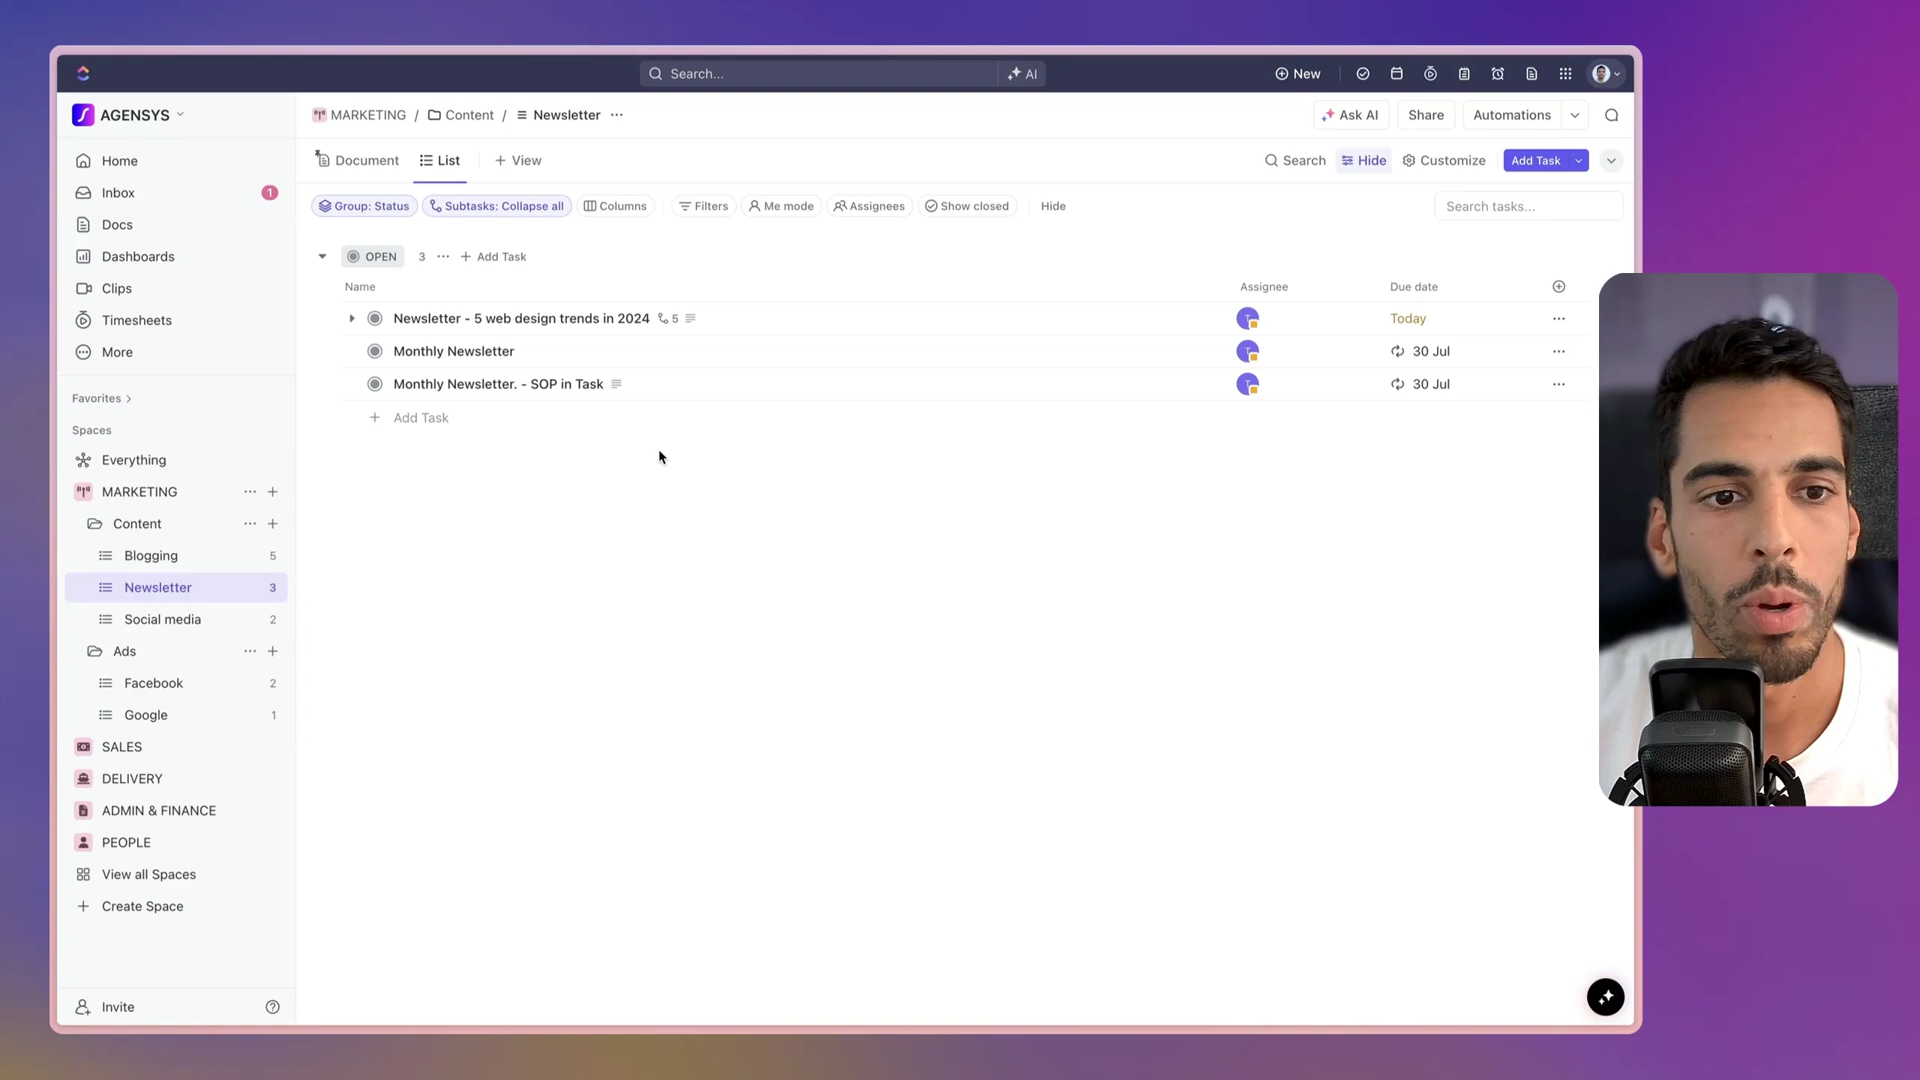 Search...
AI
New
AGENSYS
MARKETING / Content / Newsletter
Ask AI
Share
Automations
Home
Inbox
1
Docs
Dashboards
Clips
Timesheets
More
Favorites
Spaces
Everything
MARKETING
Content
Blogging 5
Newsletter 3
Social media 2
Ads
Facebook 2
Google 1
SALES
DELIVERY
ADMIN & FINANCE
PEOPLE
View all Spaces
Create Space
Invite
Document
List
View
Search
Hide
Customize
Add Task
Group: Status
Subtasks: Collapse all
Columns
Filters
Me mode
Assignees
Show closed
Hide
Search tasks...
OPEN 3 Add Task
Name Assignee Due date
Newsletter - 5 web design trends in 2024 5 Today
Monthly Newsletter 30 Jul
Monthly Newsletter. - SOP in Task 30 Jul
Add Task